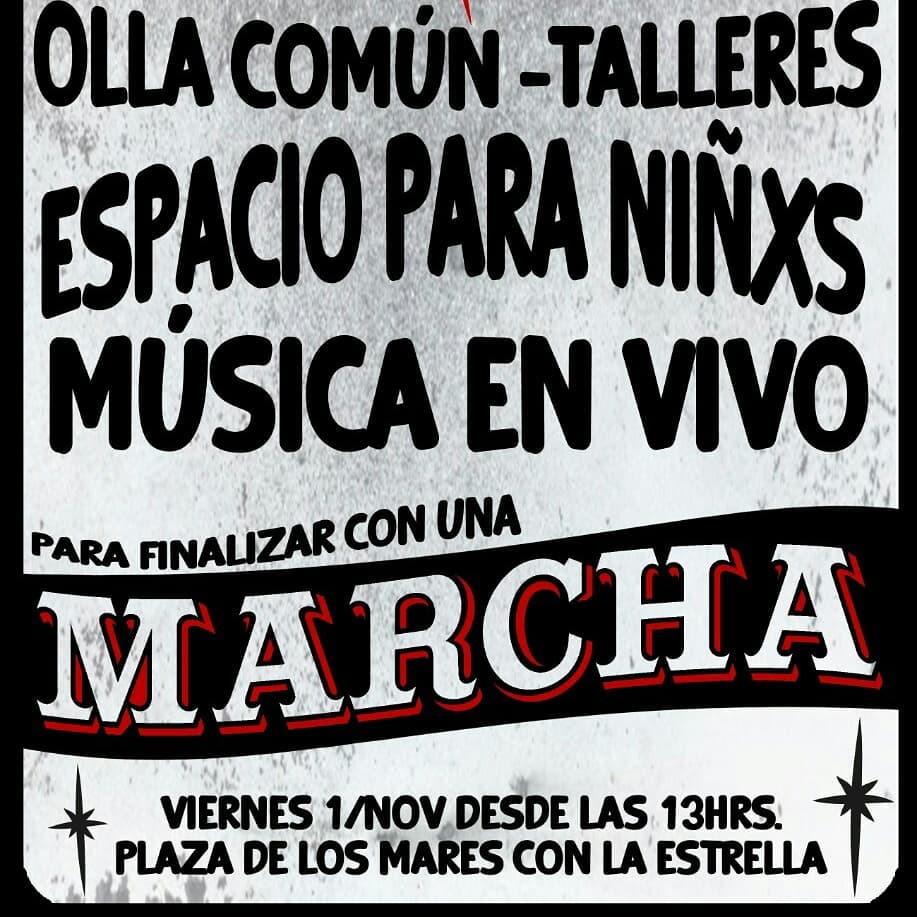 OLLA COMÚN -TALLERES
ESPACIO PARA NIÑXS
MÚSICA EN VIVO
PARA FINALIZAR CON UNA
MARCHA
VIERNES 1/NOV DESDE LAS 13HRS.
PLAZA DE LOS MARES CON LA ESTRELLA